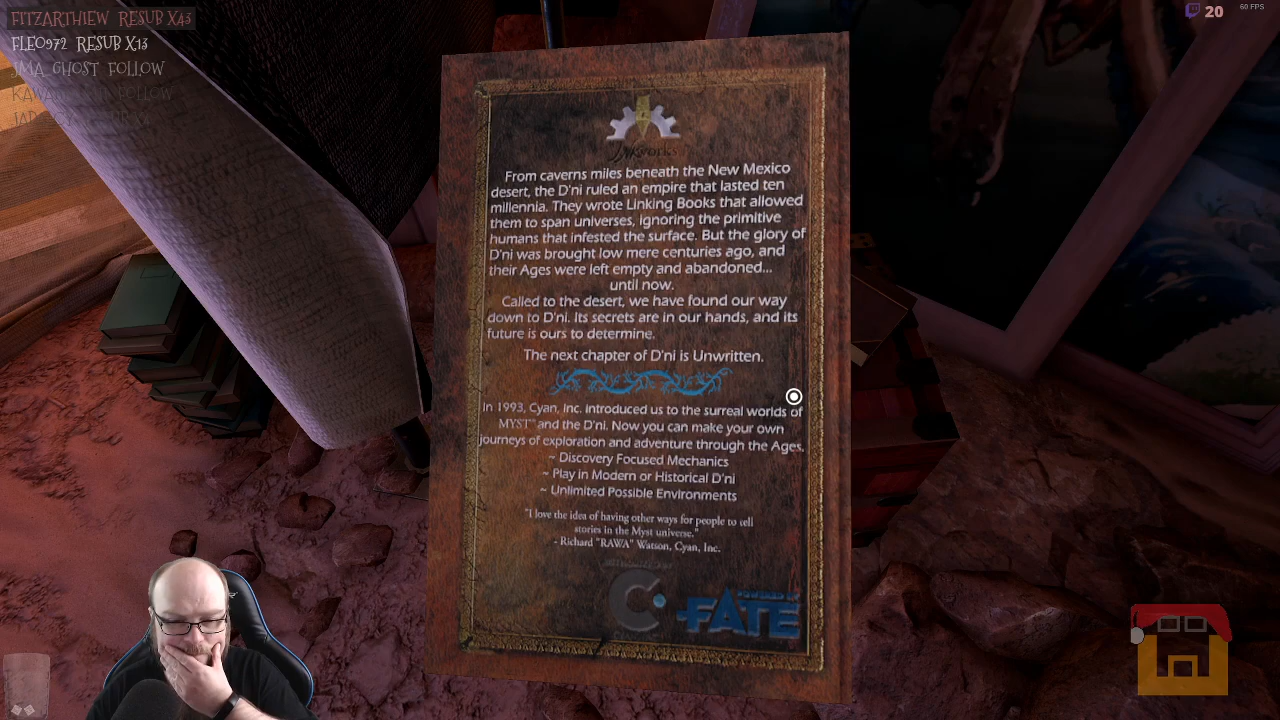 FITZARTHIEW RESUB X43
FLEO972 RESUB X13
JMA_GHOST FOLLOW
20
60 FPS
Inkworks
From caverns miles beneath the New Mexico
desert, the D'ni ruled an empire that lasted ten
millennia. They wrote Linking Books that allowed
them to span universes, ignoring the primitive
humans that infested the surface. But the glory of
D'ni was brought low mere centuries ago, and
their Ages were left empty and abandoned...
until now.
Called to the desert, we have found our way
down to D'ni. Its secrets are in our hands, and its
future is ours to determine.
The next chapter of D'ni is Unwritten.
In 1993, Cyan, Inc. introduced us to the surreal worlds of
MYST™ and the D'ni. Now you can make your own
journeys of exploration and adventure through the Ages.
~ Discovery Focused Mechanics
~ Play in Modern or Historical D'ni
~ Unlimited Possible Environments
"I love the idea of having other ways for people to tell
stories in the Myst universe."
- Richard "RAWA" Watson, Cyan, Inc.
POWERED BY
FATE